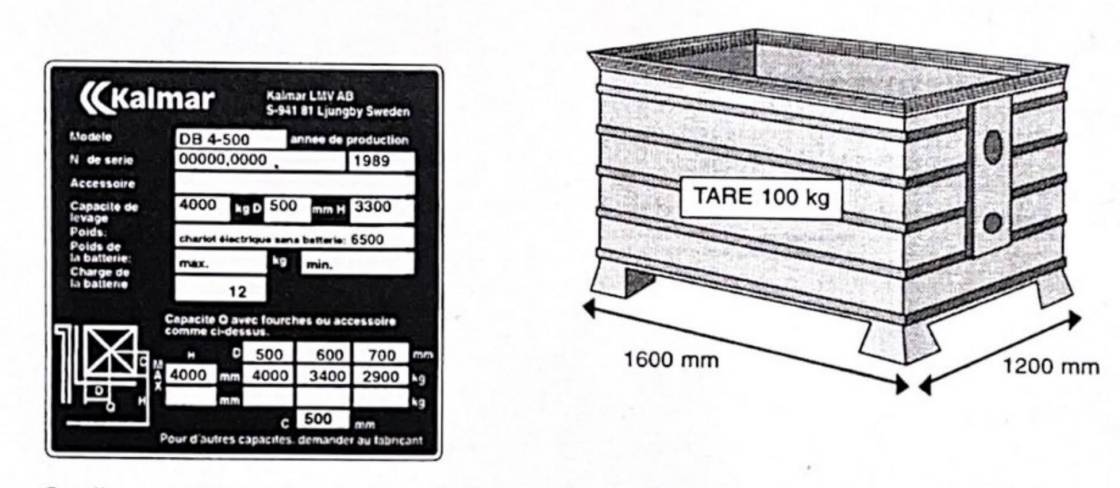 Kalmar
Kalmar LMV AB
S-941 81 Ljungby Sweden
Modele DB 4-500 annee de production
N de serie 00000,0000 1989
Accessoire
Capacite de levage 4000 kg D 500 mm H 3300
Poids: chariot électrique sans batterie: 6500
Poids de la batterie: max. kg min.
Charge de la batterie 12
Capacite Q avec fourches ou accessoire
comme ci-dessus.
H D 500 600 700 mm
MAX 4000 mm 4000 3400 2900 kg
mm kg
C 500 mm
C
D
Q
H
Pour d'autres capacites, demander au fabricant
TARE 100 kg
1600 mm
1200 mm